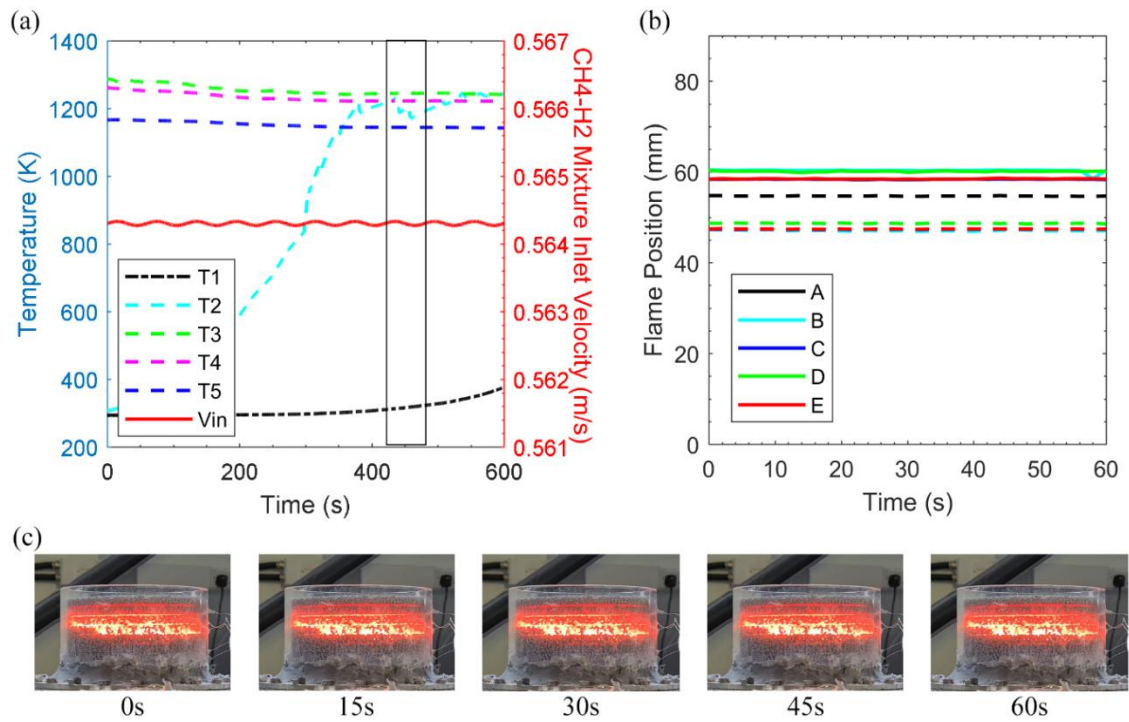 (a)
1400
1200
1000
800
600
400
200
Temperature (K)
T1
T2
T3
T4
T5
Vin
0
200
400
600
Time (s)
0.567
0.566
0.565
0.564
0.563
0.562
0.561
CH4-H2 Mixture Inlet Velocity (m/s)
(b)
80
60
40
20
0
Flame Position (mm)
A
B
C
D
E
0
10
20
30
40
50
60
Time (s)
(c)
0s
15s
30s
45s
60s